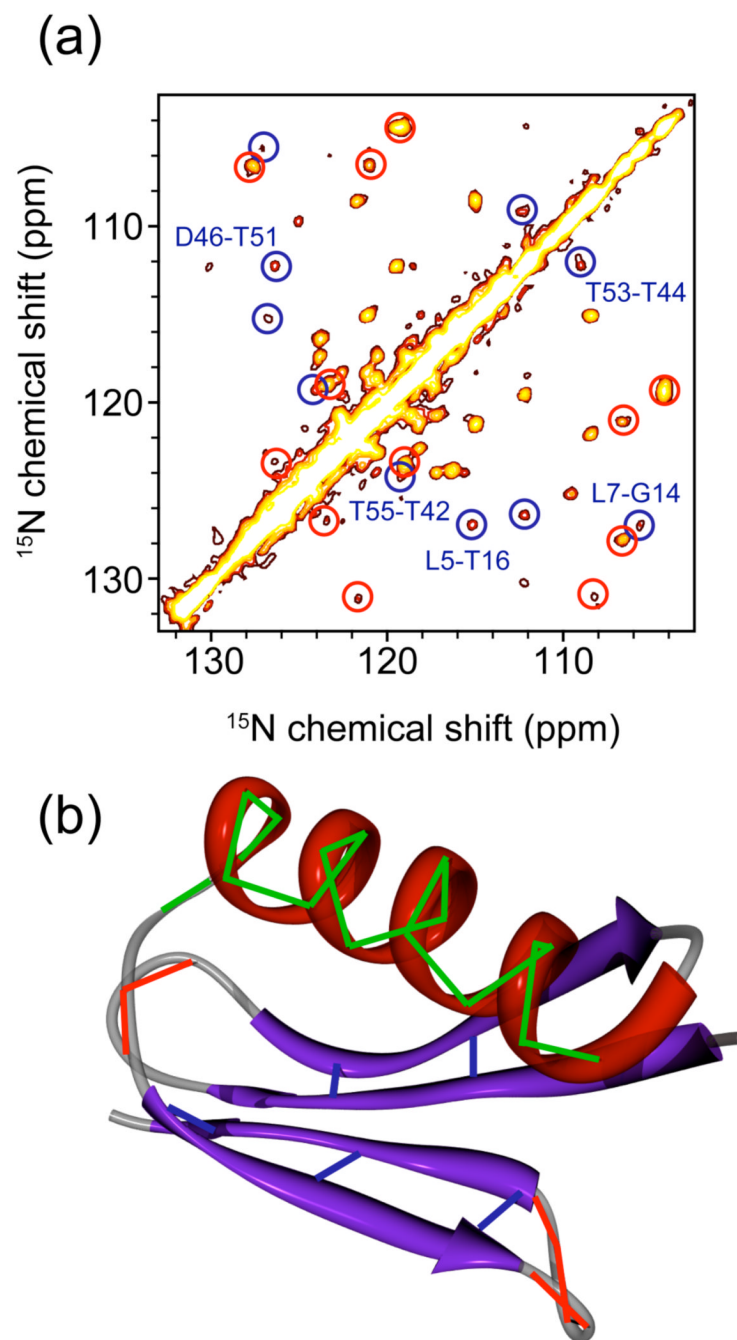 (a)
110
120
130
D46-T51
T53-T44
T55-T42
L7-G14
L5-T16
130
120
110
¹⁵N chemical shift (ppm)
¹⁵N chemical shift (ppm)
(b)